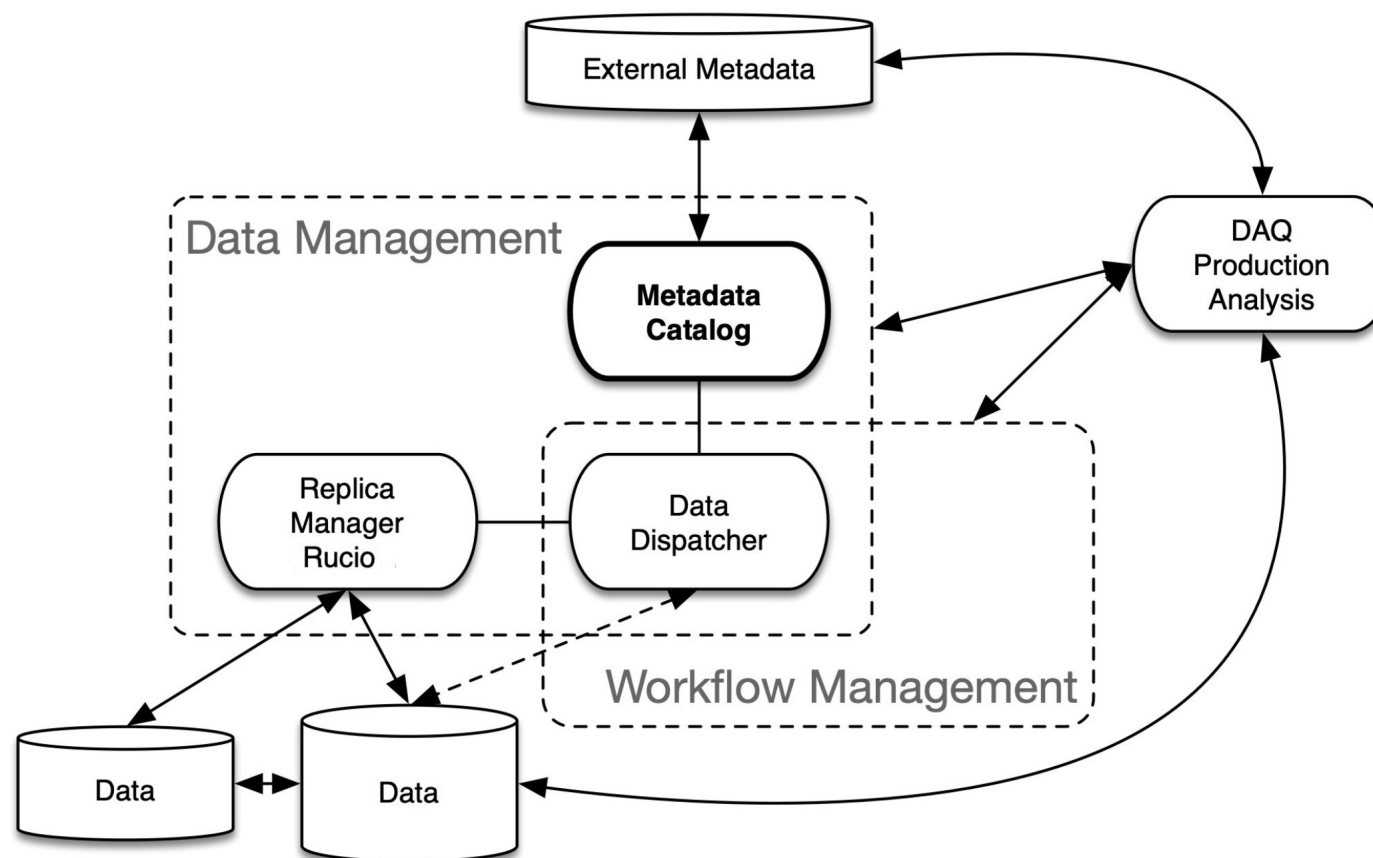 External Metadata
Data Management
DAQ
Production
Analysis
Metadata
Catalog
Replica
Manager
Rucio
Data
Dispatcher
Workflow Management
Data
Data